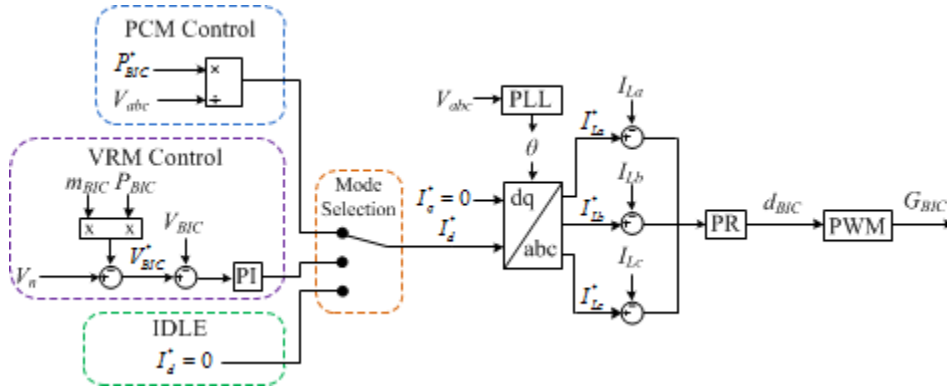 PCM Control
P*BIC
×
Vabc
÷
VRM Control
mBIC PBIC
x x
VBIC
V*BIC
Vn
- + + - PI
IDLE
I*d = 0
Mode
Selection
Vabc PLL
θ
I*q = 0
I*d
dq
abc
ILa
I*La
ILb
I*Lb
ILc
I*Lc
+ -
+ -
+ -
PR
dBIC
PWM
GBIC